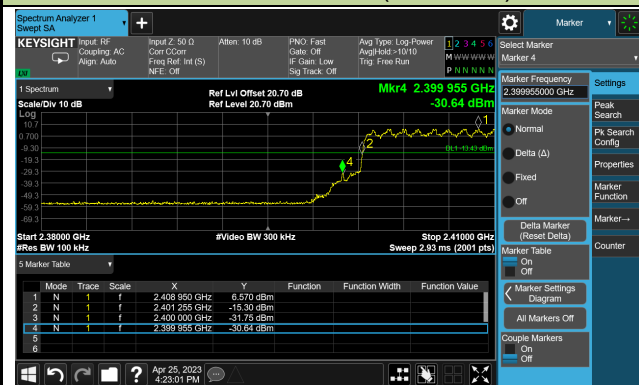 Spectrum Analyzer 1
Swept SA
Marker
KEYSIGHT Input: RF Input Z: 50 Ω Atten: 10 dB PNO: Fast Avg Type: Log-Power 1 2 3 4 5 6
Coupling: AC Corr CCorr Gate: Off Avg|Hold:>10/10 M W W W W W
Align: Auto Freq Ref: Int (S) IF Gain: Low Trig: Free Run
NFE: Off Sig Track: Off P N N N N N
LXI
Select Marker
Marker 4
1 Spectrum
Ref Lvl Offset 20.70 dB Mkr4 2.399 955 GHz
Scale/Div 10 dB Ref Level 20.70 dBm -30.64 dBm
Log
10.7
0.700
-9.30
-19.3
-29.3
-39.3
-49.3
-59.3
-69.3
1
2
4
DL1 -13.43 dBm
Start 2.38000 GHz #Video BW 300 kHz Stop 2.41000 GHz
#Res BW 100 kHz Sweep 2.93 ms (2001 pts)
5 Marker Table
Mode Trace Scale X Y Function Function Width Function Value
1 N 1 f 2.408 950 GHz 6.570 dBm
2 N 1 f 2.401 255 GHz -15.30 dBm
3 N 1 f 2.400 000 GHz -31.75 dBm
4 N 1 f 2.399 955 GHz -30.64 dBm
5
6
Marker Frequency
2.399955000 GHz
Marker Mode
Normal
Delta (Δ)
Fixed
Off
Delta Marker
(Reset Delta)
Marker Table
On
Off
Marker Settings
Diagram
All Markers Off
Couple Markers
On
Off
Settings
Peak
Search
Pk Search
Config
Properties
Marker
Function
Marker→
Counter
Apr 25, 2023
4:23:01 PM